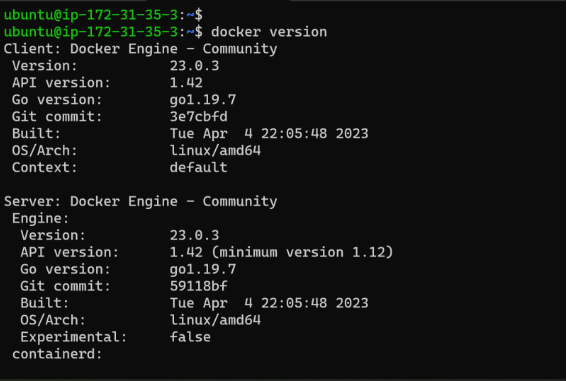 ubuntu@ip-172-31-35-3:~$
ubuntu@ip-172-31-35-3:~$ docker version
Client: Docker Engine - Community
 Version:           23.0.3
 API version:       1.42
 Go version:        go1.19.7
 Git commit:        3e7cbfd
 Built:             Tue Apr  4 22:05:48 2023
 OS/Arch:           linux/amd64
 Context:           default

Server: Docker Engine - Community
 Engine:
  Version:          23.0.3
  API version:      1.42 (minimum version 1.12)
  Go version:       go1.19.7
  Git commit:       59118bf
  Built:            Tue Apr  4 22:05:48 2023
  OS/Arch:          linux/amd64
  Experimental:     false
 containerd: